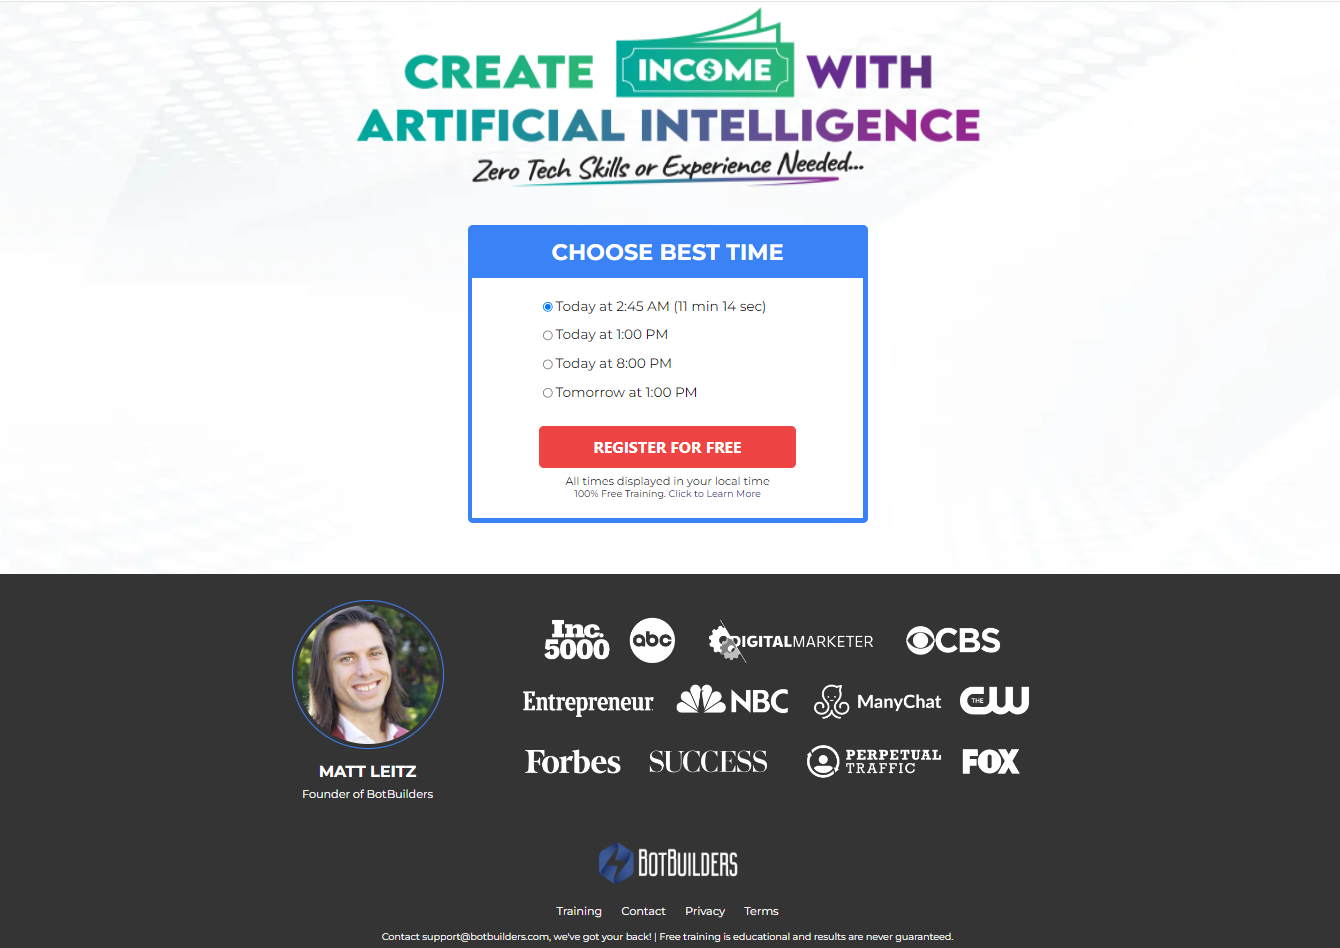 CREATE INCOME WITH
ARTIFICIAL INTELLIGENCE
Zero Tech Skills or Experience Needed...
CHOOSE BEST TIME
Today at 2:45 AM (11 min 14 sec)
Today at 1:00 PM
Today at 8:00 PM
Tomorrow at 1:00 PM
REGISTER FOR FREE
All times displayed in your local time
100% Free Training. Click to Learn More
MATT LEITZ
Founder of BotBuilders
Inc.
5000
abc
DIGITALMARKETER
CBS
Entrepreneur
NBC
ManyChat
THE CW
Forbes
SUCCESS
PERPETUAL
TRAFFIC
FOX
BOTBUILDERS
Training Contact Privacy Terms
Contact support@botbuilders.com, we've got your back! | Free training is educational and results are never guaranteed.